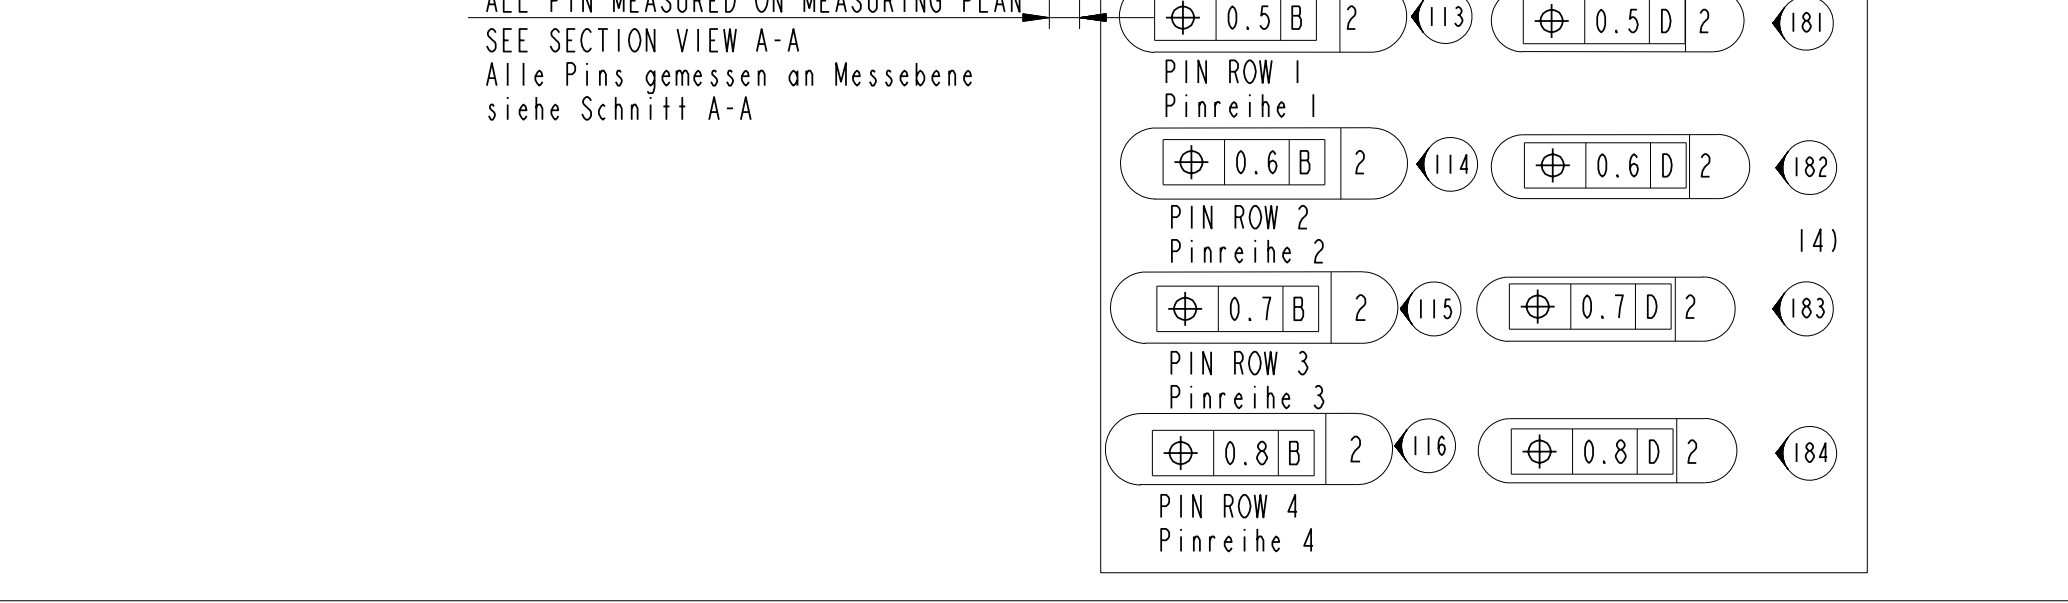 ALL PIN MEASURED ON MEASURING PLAN
SEE SECTION VIEW A-A
Alle Pins gemessen an Messebene
siehe Schnitt A-A
⌖ 0.5 B 2 113 ⌖ 0.5 D 2 181
PIN ROW 1
Pinreihe 1
⌖ 0.6 B 2 114 ⌖ 0.6 D 2 182
PIN ROW 2
Pinreihe 2
14)
⌖ 0.7 B 2 115 ⌖ 0.7 D 2 183
PIN ROW 3
Pinreihe 3
⌖ 0.8 B 2 116 ⌖ 0.8 D 2 184
PIN ROW 4
Pinreihe 4